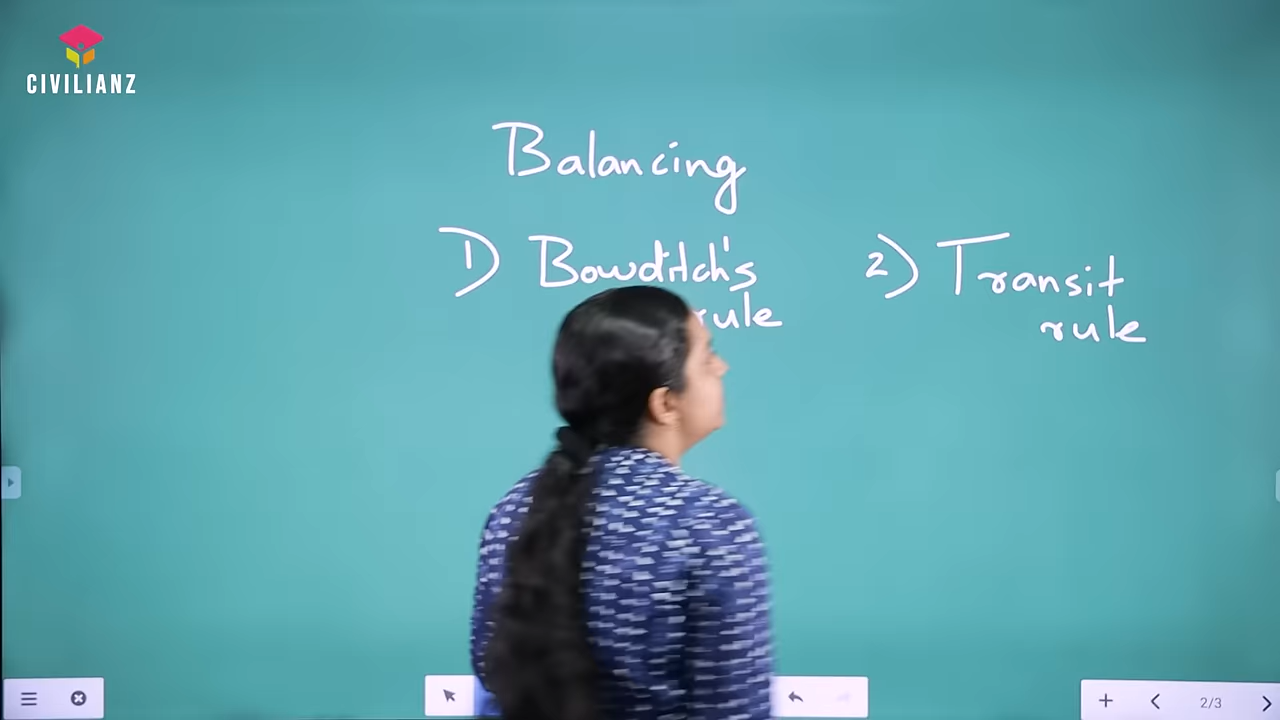 CIVILIANZ
Balancing
1) Bowditch's
rule
2) Transit
rule
2/3